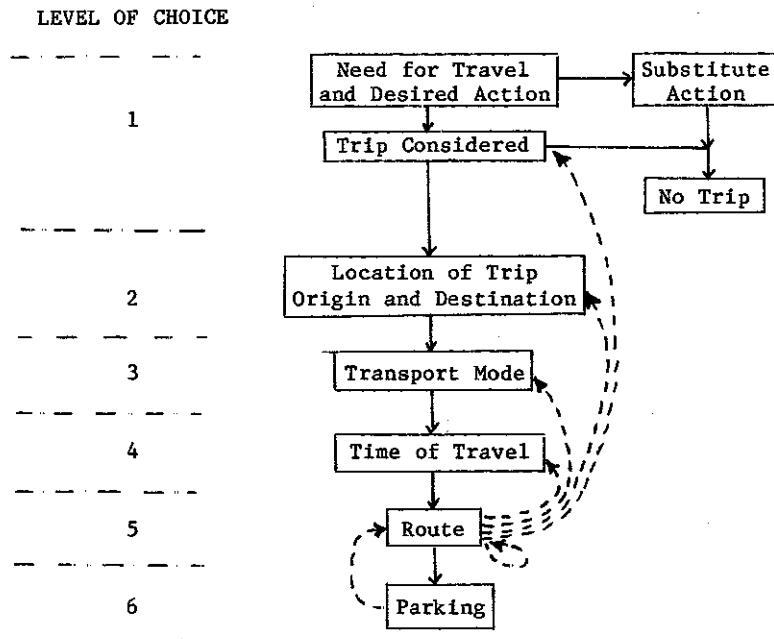 LEVEL OF CHOICE
Need for Travel
and Desired Action
Substitute
Action
1
Trip Considered
No Trip
Location of Trip
Origin and Destination
2
3
Transport Mode
4
Time of Travel
5
Route
6
Parking